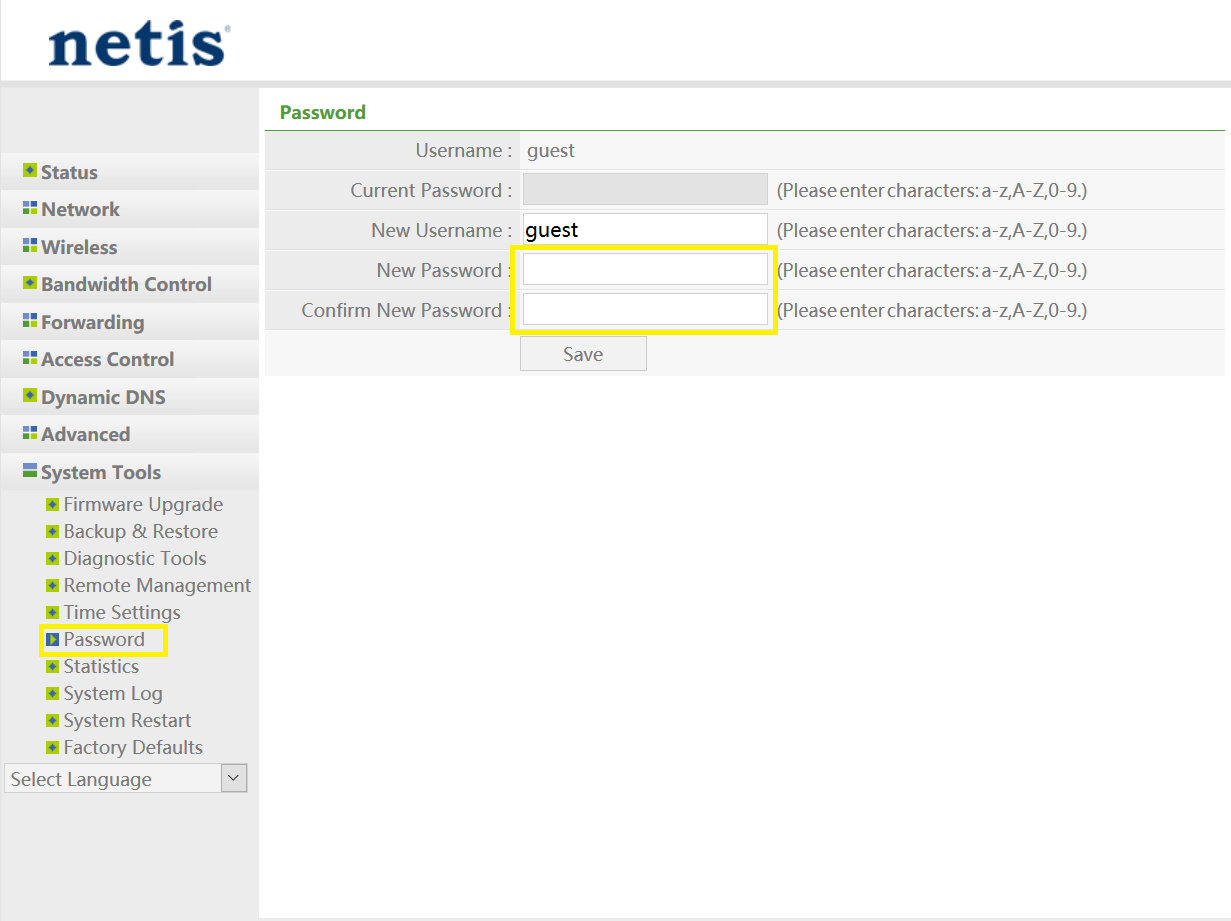 netis®
Password
Username : guest
Current Password : (Please enter characters: a-z,A-Z,0-9.)
New Username : guest (Please enter characters: a-z,A-Z,0-9.)
New Password : (Please enter characters: a-z,A-Z,0-9.)
Confirm New Password : (Please enter characters: a-z,A-Z,0-9.)
Save
Status
Network
Wireless
Bandwidth Control
Forwarding
Access Control
Dynamic DNS
Advanced
System Tools
Firmware Upgrade
Backup & Restore
Diagnostic Tools
Remote Management
Time Settings
Password
Statistics
System Log
System Restart
Factory Defaults
Select Language